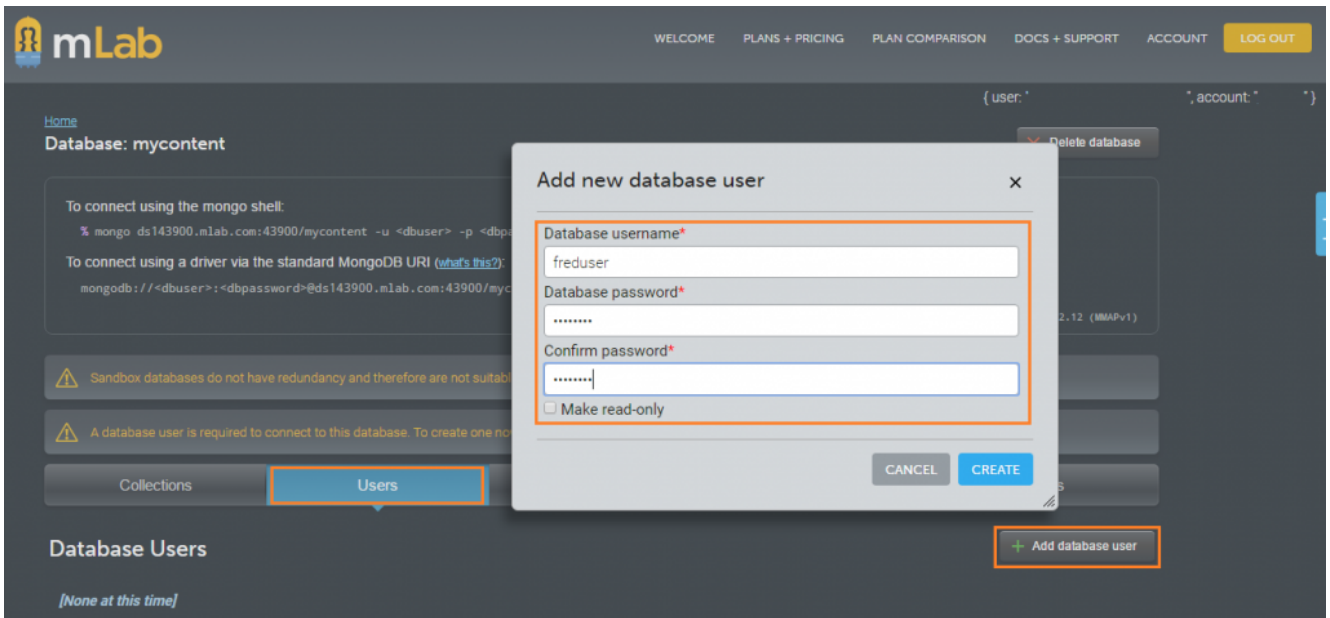 mLab
WELCOME PLANS + PRICING PLAN COMPARISON DOCS + SUPPORT ACCOUNT LOG OUT
{ user: " ", account: " " }
Home
Database: mycontent
Delete database
To connect using the mongo shell:
% mongo ds143900.mlab.com:43900/mycontent -u <dbuser> -p <dbpa
To connect using a driver via the standard MongoDB URI (what's this?):
mongodb://<dbuser>:<dbpassword>@ds143900.mlab.com:43900/myc
2.12 (MMAPv1)
Sandbox databases do not have redundancy and therefore are not suitabl
A database user is required to connect to this database. To create one no
Collections Users s
Database Users
+ Add database user
[None at this time]
Add new database user ×
Database username*
freduser
Database password*
••••••••
Confirm password*
••••••••
Make read-only
CANCEL CREATE